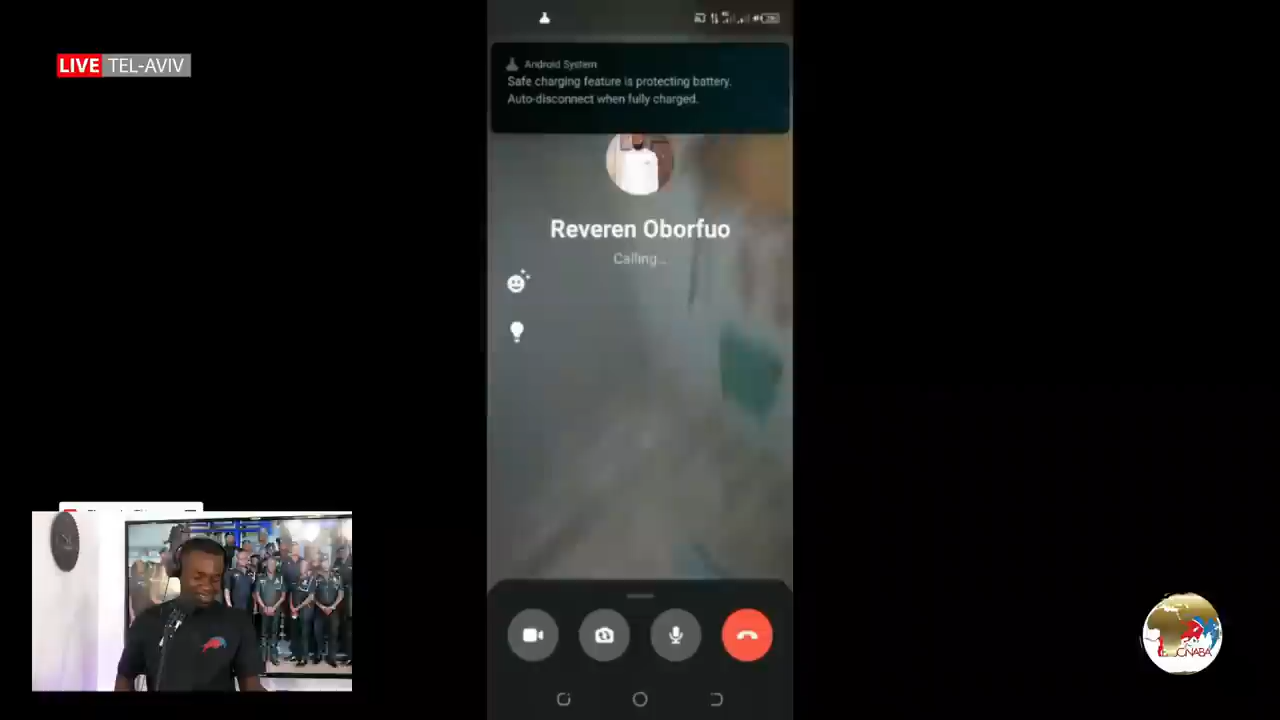 LIVE TEL-AVIV
Android System
Safe charging feature is protecting battery.
Auto-disconnect when fully charged.
Reveren Oborfuo
Calling...